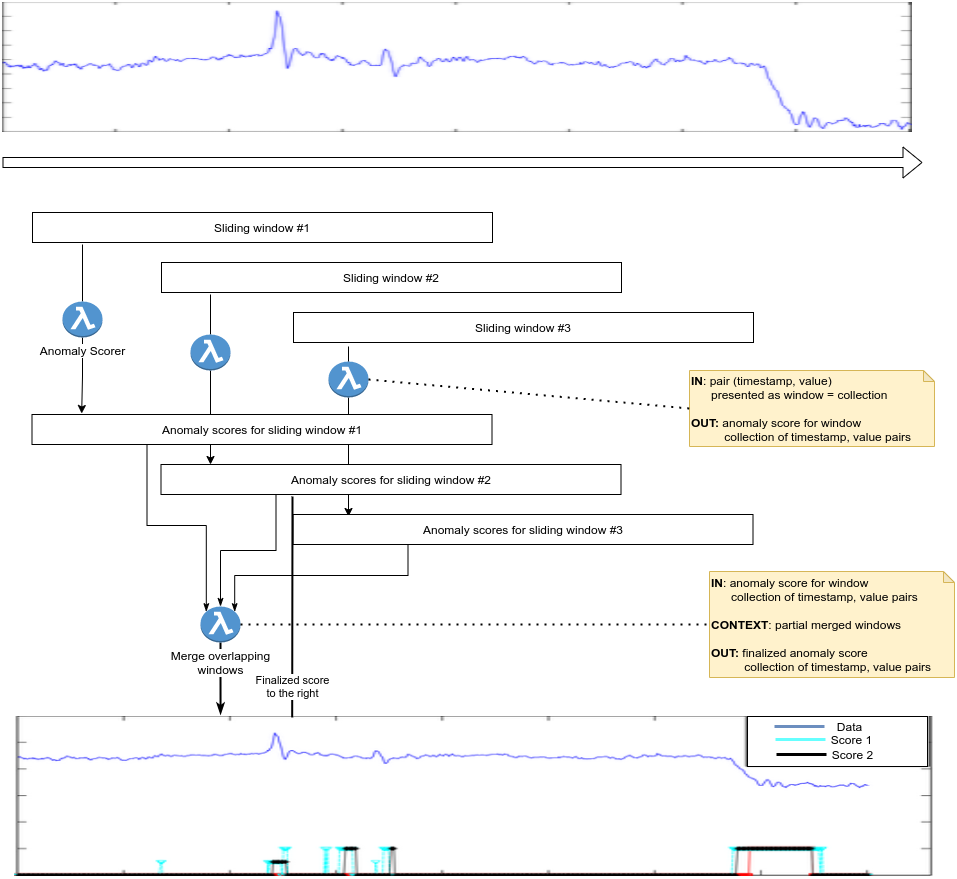 Sliding window #1
Sliding window #2
Sliding window #3
Anomaly Scorer
IN: pair (timestamp, value)
presented as window = collection
OUT: anomaly score for window
collection of timestamp, value pairs
Anomaly scores for sliding window #1
Anomaly scores for sliding window #2
Anomaly scores for sliding window #3
IN: anomaly score for window
collection of timestamp, value pairs
CONTEXT: partial merged windows
OUT: finalized anomaly score
collection of timestamp, value pairs
Merge overlapping
windows
Finalized score
to the right
Data
Score 1
Score 2